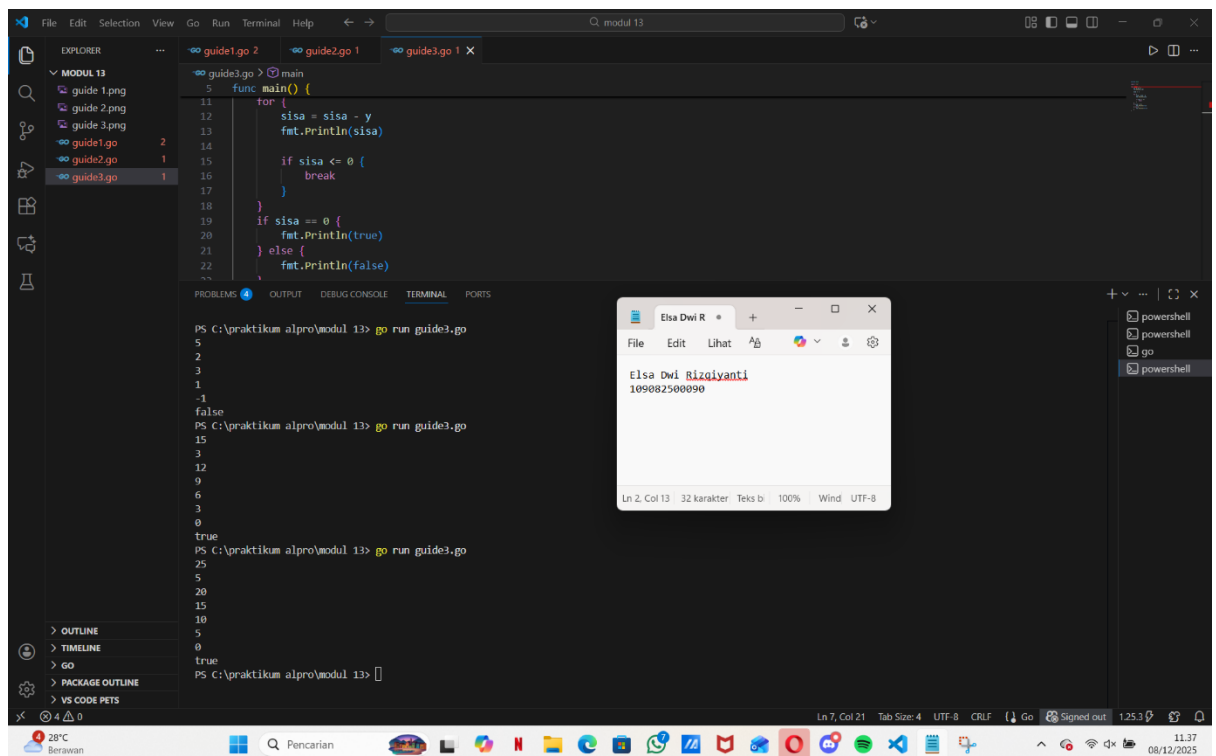 File Edit Selection View Go Run Terminal Help
modul 13
EXPLORER
guide1.go 2
guide2.go 1
guide3.go 1
MODUL 13
guide 1.png
guide 2.png
guide 3.png
guide1.go 2
guide2.go 1
guide3.go 1
guide3.go > main
5 func main() {
11 for {
12 sisa = sisa - y
13 fmt.Println(sisa)
14
15 if sisa <= 0 {
16 break
17 }
18 }
19 if sisa == 0 {
20 fmt.Println(true)
21 } else {
22 fmt.Println(false)
PROBLEMS 4 OUTPUT DEBUG CONSOLE TERMINAL PORTS
PS C:\praktikum alpro\modul 13> go run guide3.go
5
2
3
1
-1
false
PS C:\praktikum alpro\modul 13> go run guide3.go
15
3
12
9
6
3
0
true
PS C:\praktikum alpro\modul 13> go run guide3.go
25
5
20
15
10
5
0
true
PS C:\praktikum alpro\modul 13>
powershell
powershell
go
powershell
Elsa Dwi R
File Edit Lihat
Elsa Dwi Rizqiyanti
109082500090
Ln 2, Col 13 32 karakter Teks bi 100% Wind UTF-8
OUTLINE
TIMELINE
GO
PACKAGE OUTLINE
VS CODE PETS
4 0
Ln 7, Col 21 Tab Size: 4 UTF-8 CRLF Go Signed out 1.25.3
4
28°C
Berawan
Pencarian
11.37
08/12/2025